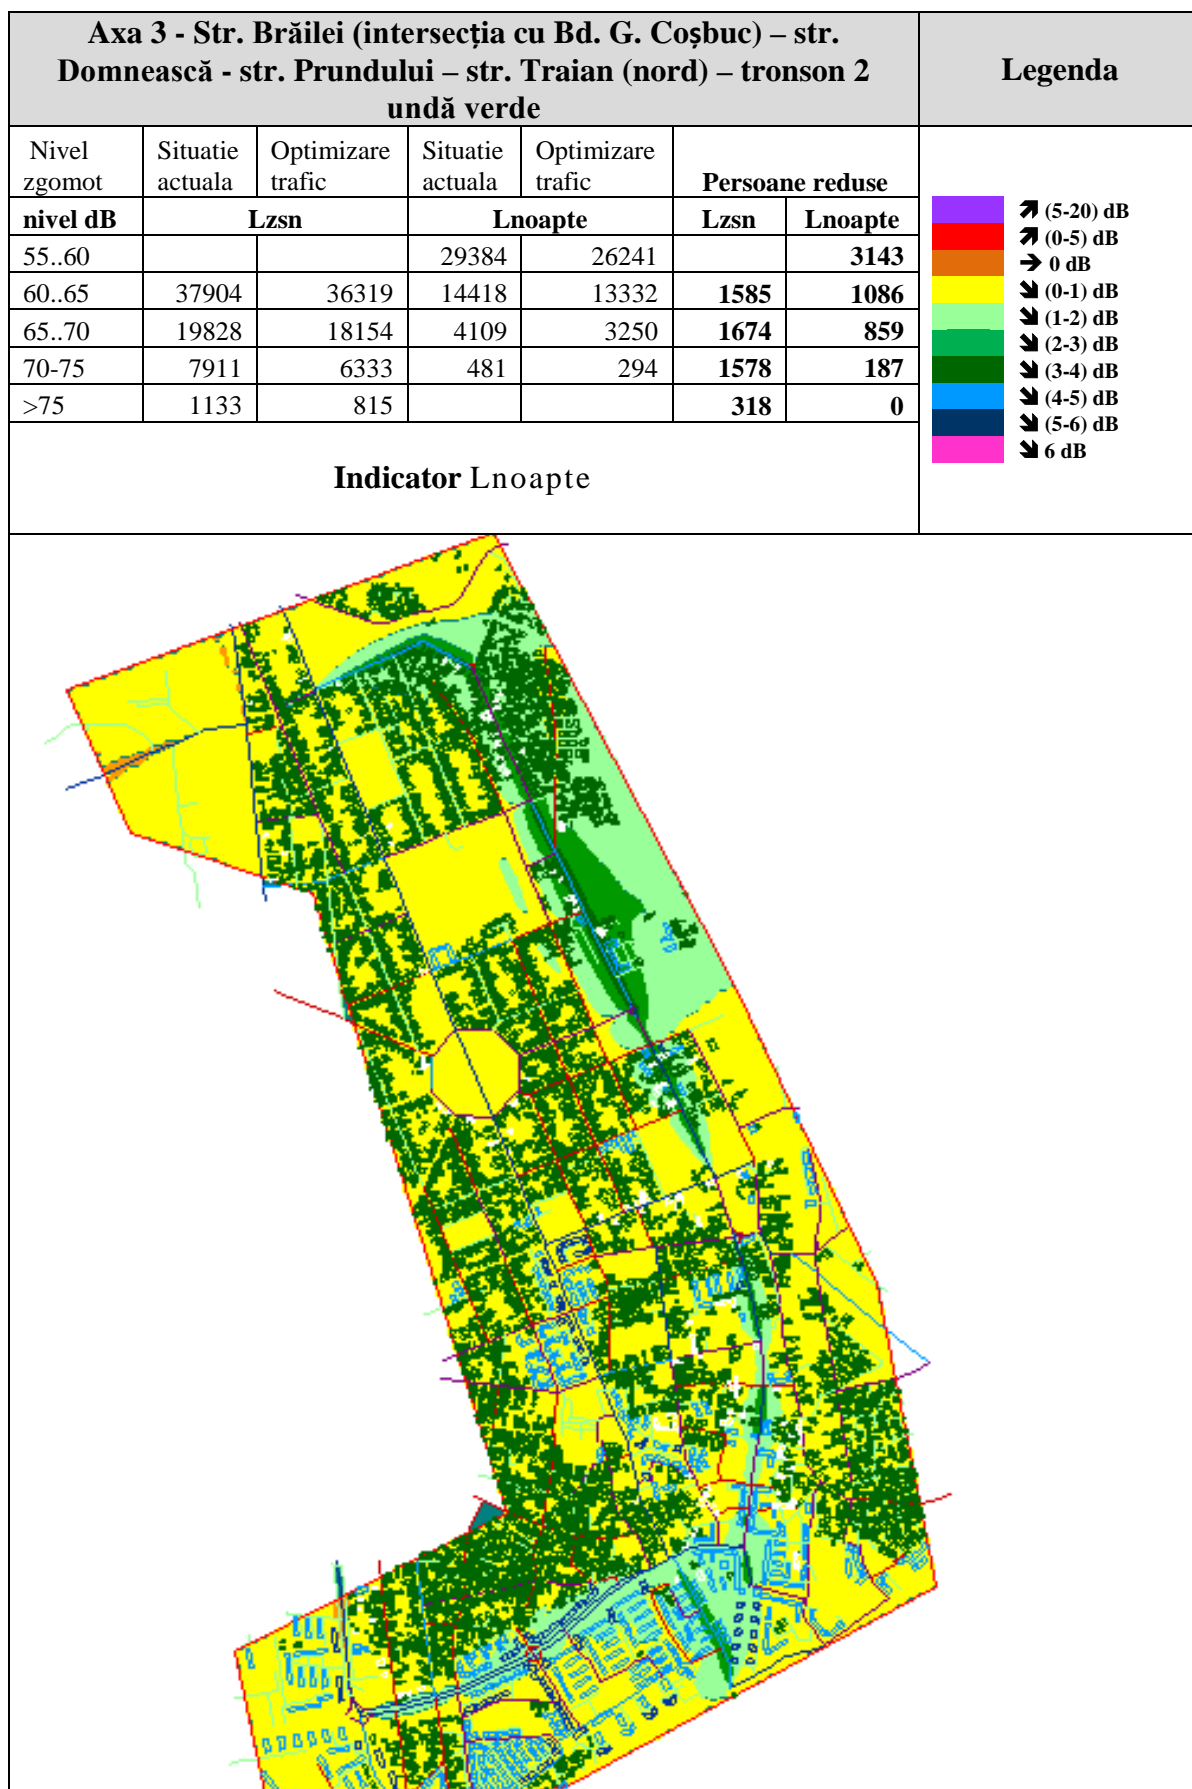 Axa 3 - Str. Brăilei (intersecția cu Bd. G. Coșbuc) – str.
Domnească - str. Prundului – str. Traian (nord) – tronson 2
undă verde
Legenda
Nivel zgomot Situatie actuala Optimizare trafic Situatie actuala Optimizare trafic Persoane reduse
nivel dB Lzsn Lnoapte Lzsn Lnoapte
55..60 29384 26241 3143
60..65 37904 36319 14418 13332 1585 1086
65..70 19828 18154 4109 3250 1674 859
70-75 7911 6333 481 294 1578 187
>75 1133 815 318 0
Indicator Lnoapte
↗ (5-20) dB
↗ (0-5) dB
→ 0 dB
↘ (0-1) dB
↘ (1-2) dB
↘ (2-3) dB
↘ (3-4) dB
↘ (4-5) dB
↘ (5-6) dB
↘ 6 dB